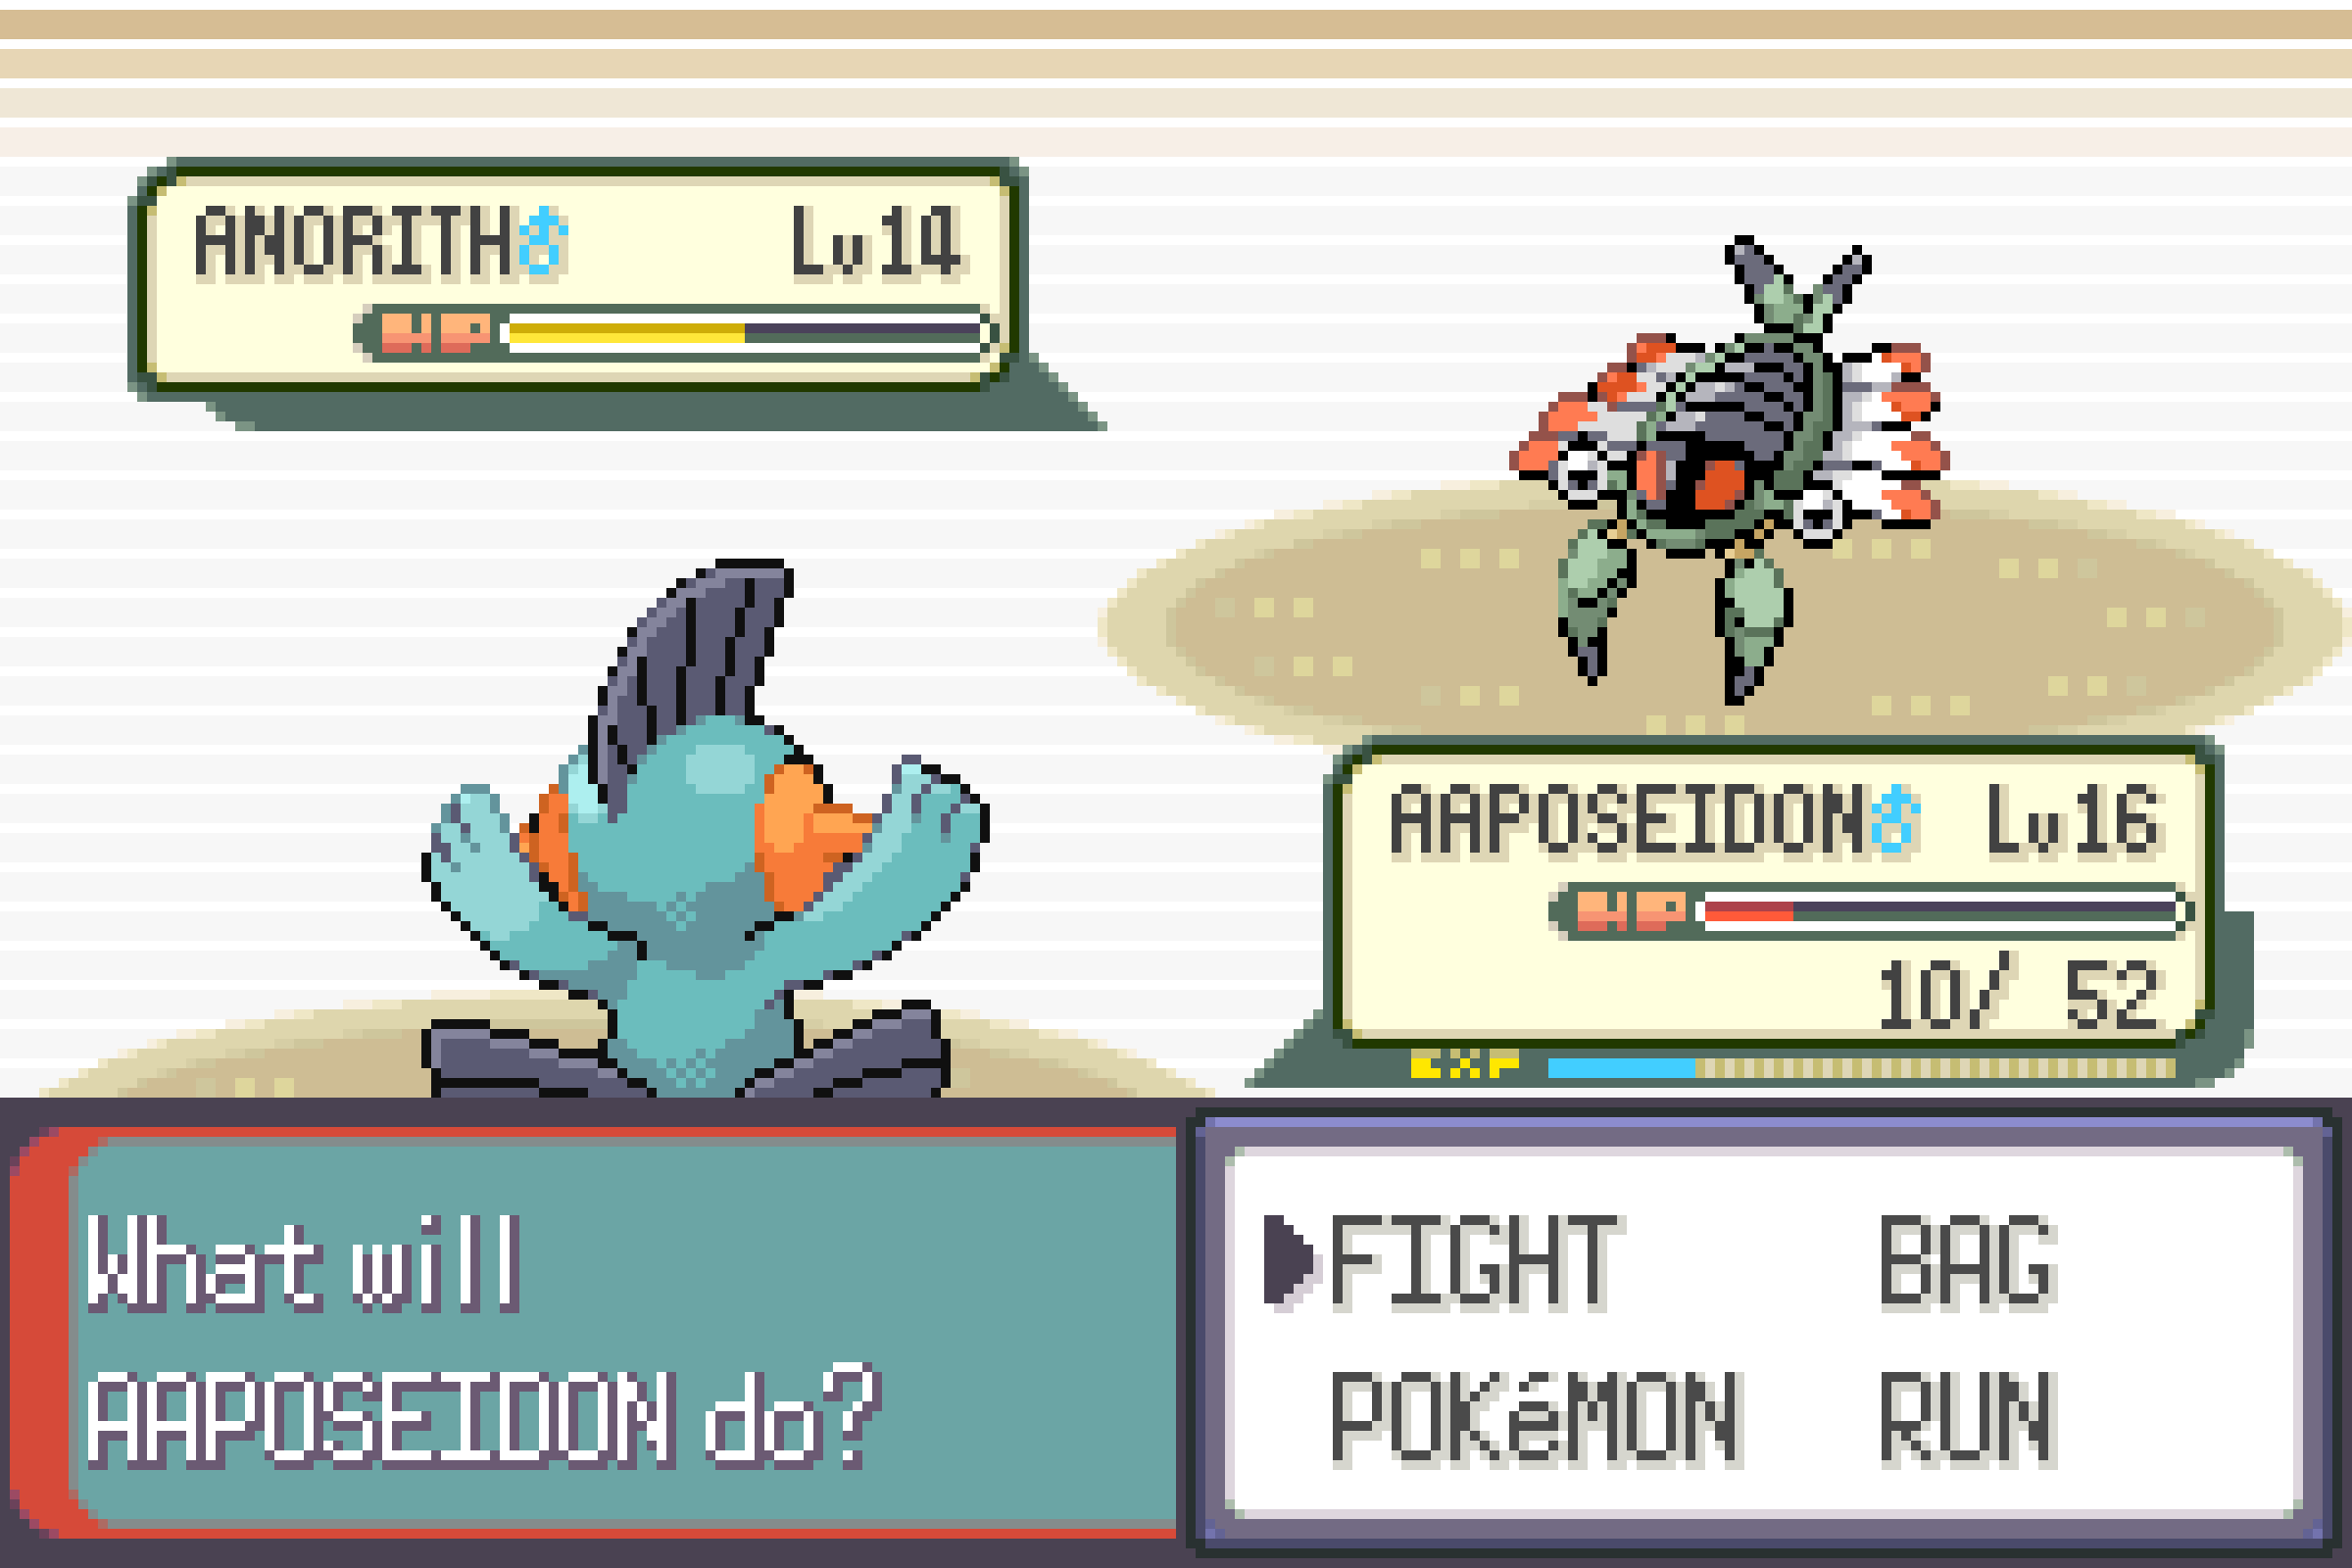 ANORITH♂ Lv14
HP
AAPOSEIDON♂ Lv16
HP
10/ 52
EXP
What will
AAPOSEIDON do?
▶FIGHT BAG
POKéMON RUN